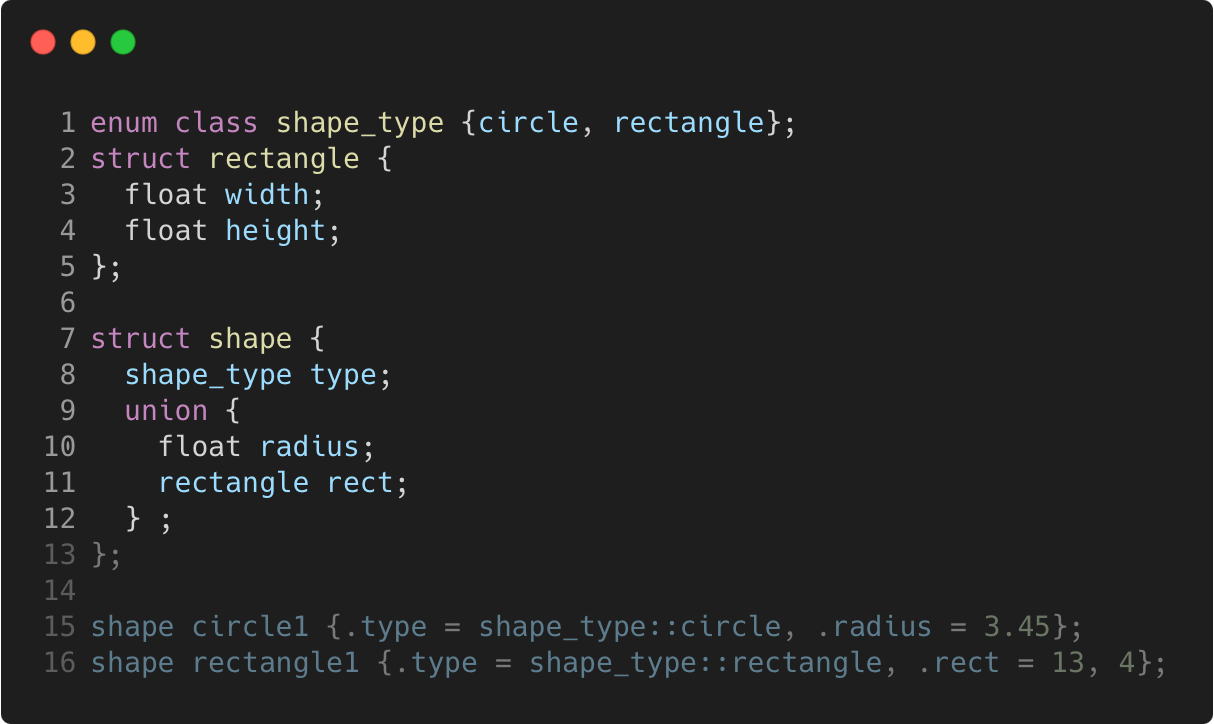 1 enum class shape_type {circle, rectangle};
2 struct rectangle {
3   float width;
4   float height;
5 };
6
7 struct shape {
8   shape_type type;
9   union {
10     float radius;
11     rectangle rect;
12   } ;
13 };
14
15 shape circle1 {.type = shape_type::circle, .radius = 3.45};
16 shape rectangle1 {.type = shape_type::rectangle, .rect = 13, 4};